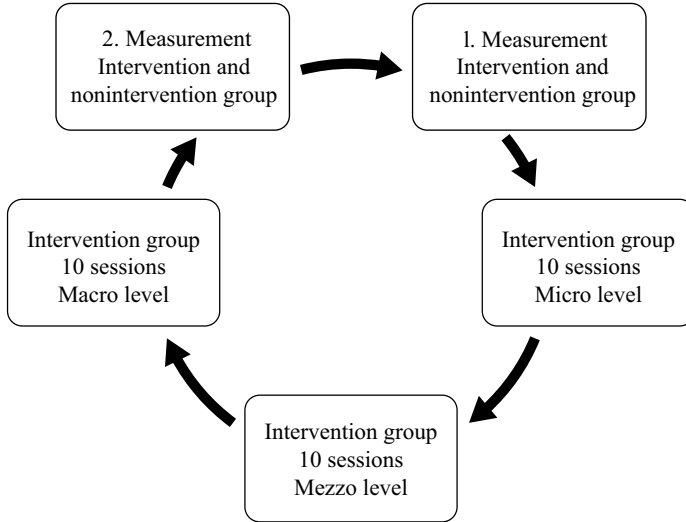 2. Measurement
Intervention and
nonintervention group
l. Measurement
Intervention and
nonintervention group
Intervention group
10 sessions
Macro level
Intervention group
10 sessions
Micro level
Intervention group
10 sessions
Mezzo level